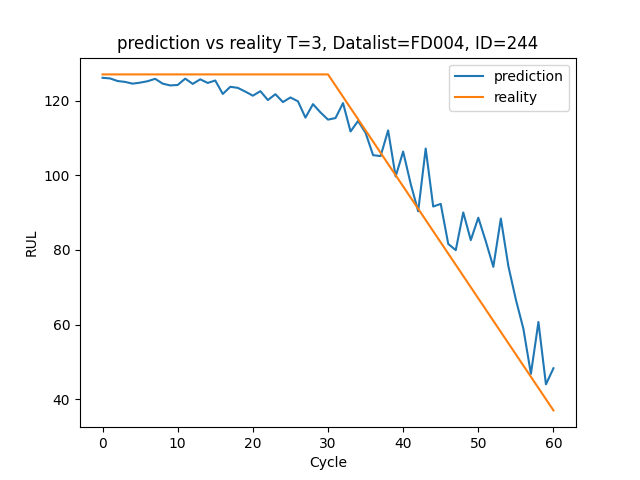 prediction vs reality T=3, Datalist=FD004, ID=244
prediction
reality
120
100
80
60
40
RUL
0 10 20 30 40 50 60
Cycle